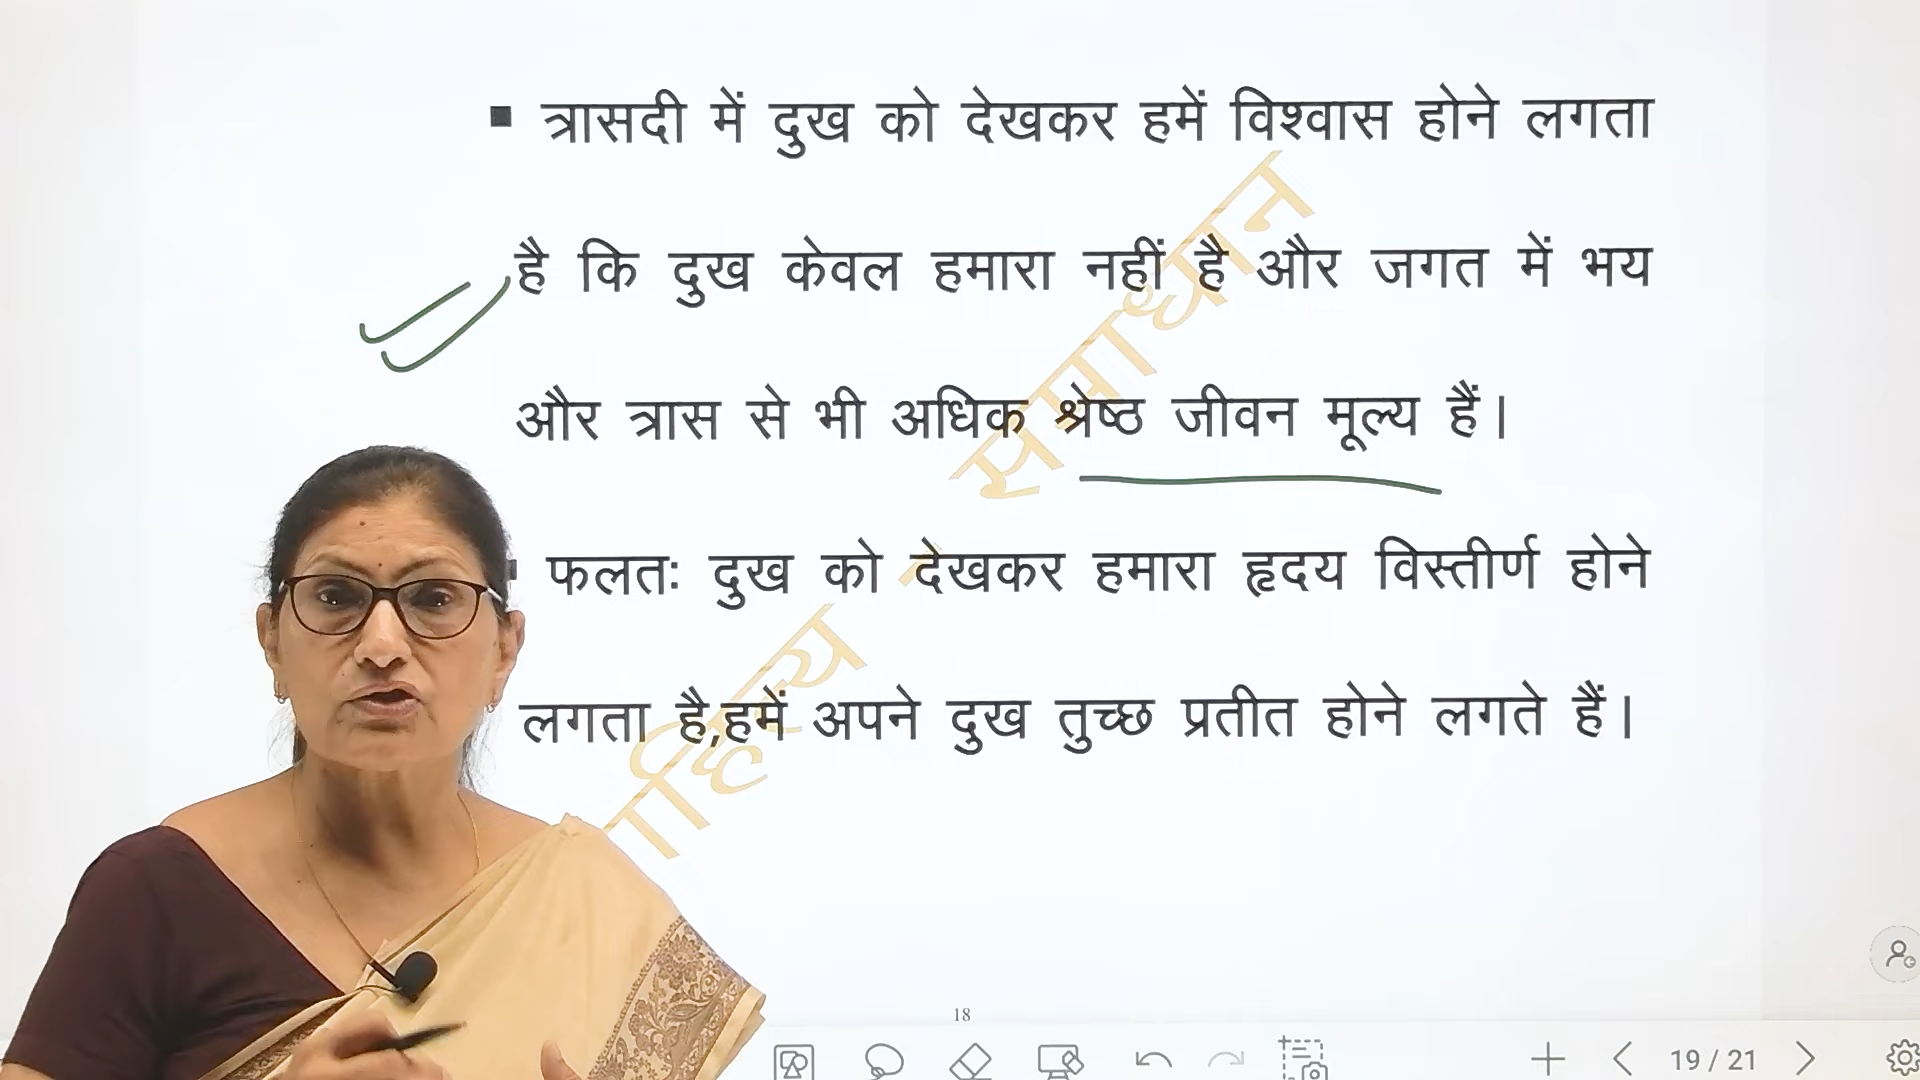 ▪ त्रासदी में दुख को देखकर हमें विश्वास होने लगता
है कि दुख केवल हमारा नहीं है और जगत में भय
और त्रास से भी अधिक श्रेष्ठ जीवन मूल्य हैं।
▪ फलतः दुख को देखकर हमारा हृदय विस्तीर्ण होने
लगता है,हमें अपने दुख तुच्छ प्रतीत होने लगते हैं।
समाधान
18
19 / 21